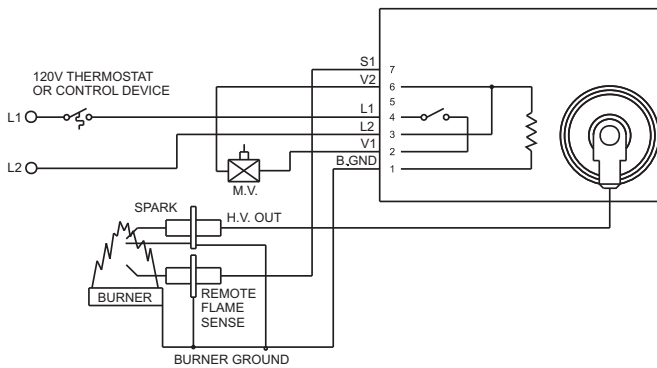 120V THERMOSTAT
OR CONTROL DEVICE
L1
L2
S1
V2
L1
L2
V1
B.GND
7
6
5
4
3
2
1
M.V.
SPARK
H.V. OUT
BURNER
REMOTE
FLAME
SENSE
BURNER GROUND